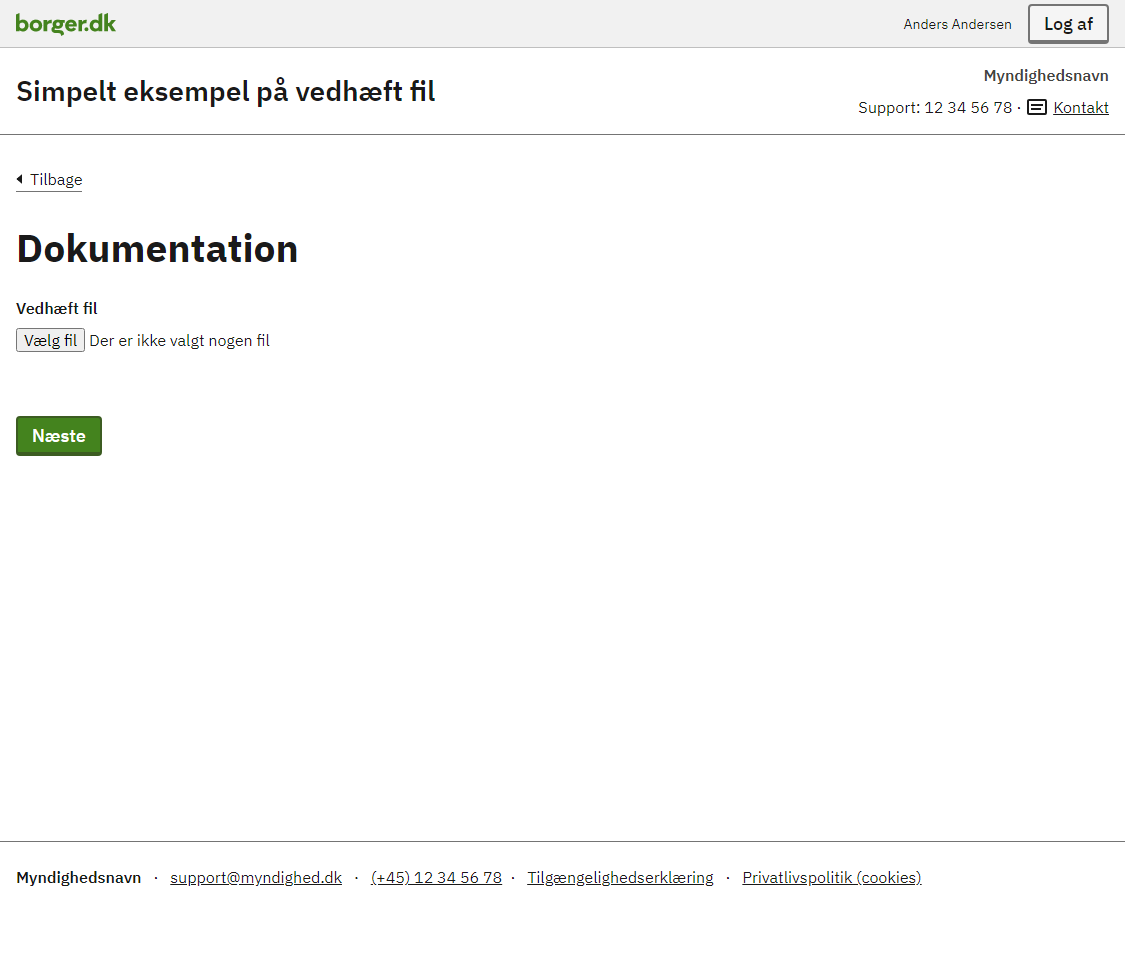 borger.dk
Anders Andersen
Log af
Simpelt eksempel på vedhæft fil
Myndighedsnavn
Support: 12 34 56 78 · Kontakt
Tilbage
Dokumentation
Vedhæft fil
Vælg fil Der er ikke valgt nogen fil
Næste
Myndighedsnavn · support@myndighed.dk · (+45) 12 34 56 78 · Tilgængelighedserklæring · Privatlivspolitik (cookies)